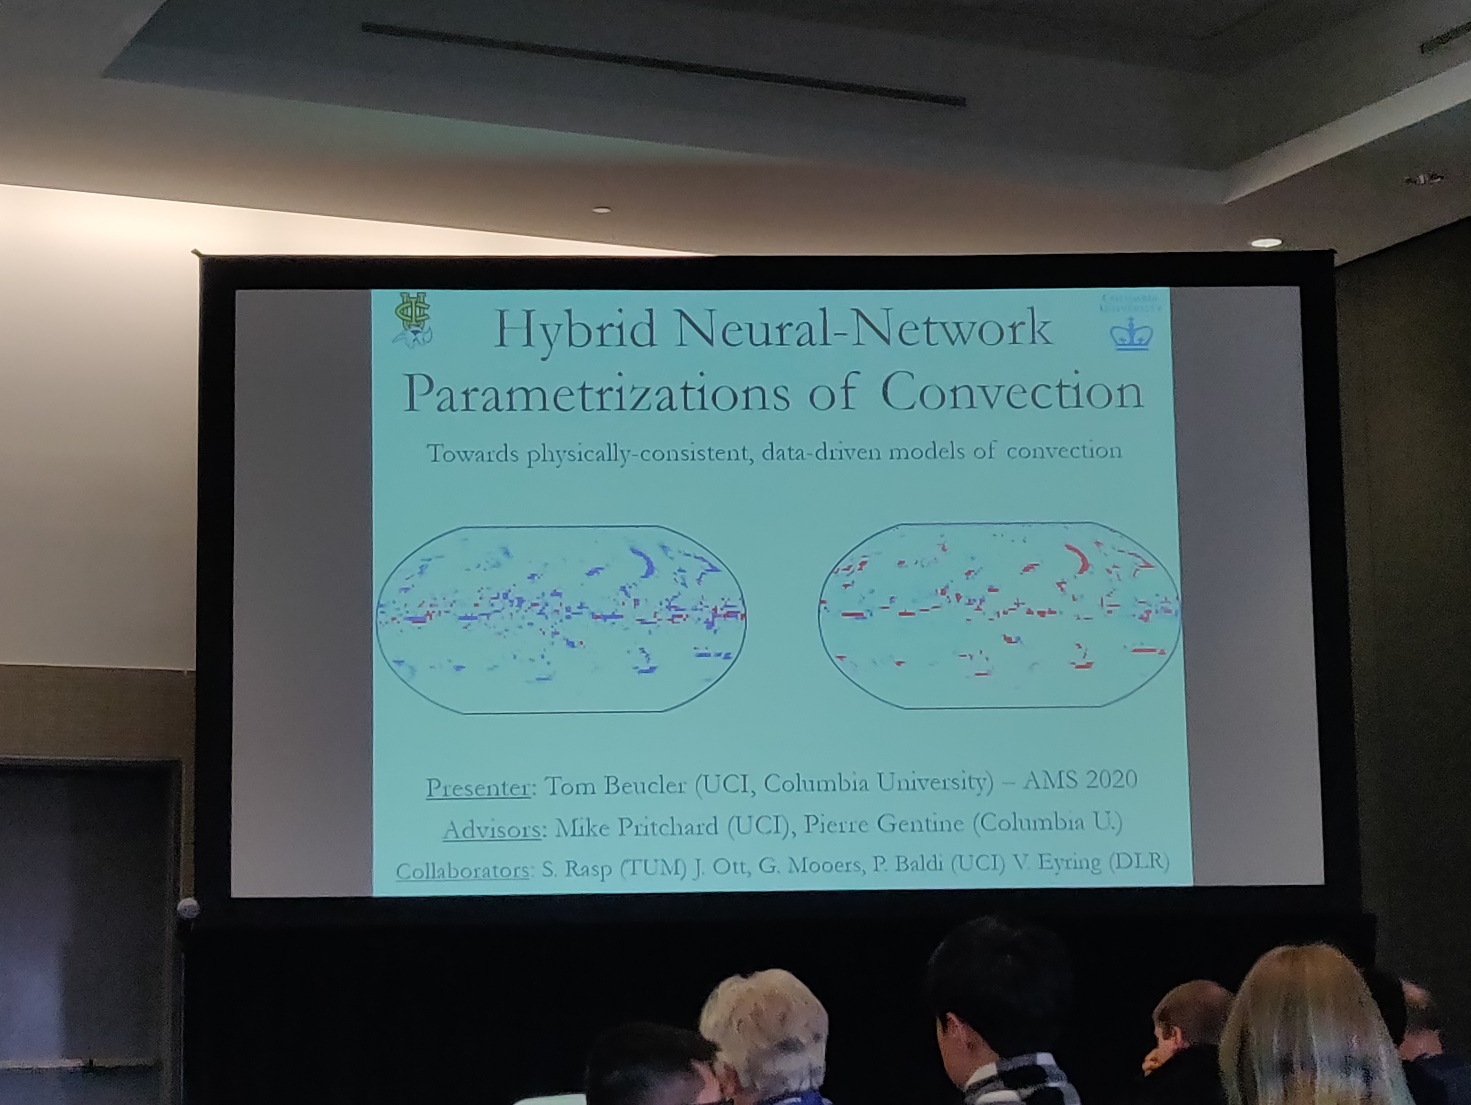 Hybrid Neural-Network
Parametrizations of Convection
Towards physically-consistent, data-driven models of convection
Presenter: Tom Beucler (UCI, Columbia University) – AMS 2020
Advisors: Mike Pritchard (UCI), Pierre Gentine (Columbia U.)
Collaborators: S. Rasp (TUM) J. Ott, G. Mooers, P. Baldi (UCI) V. Eyring (DLR)